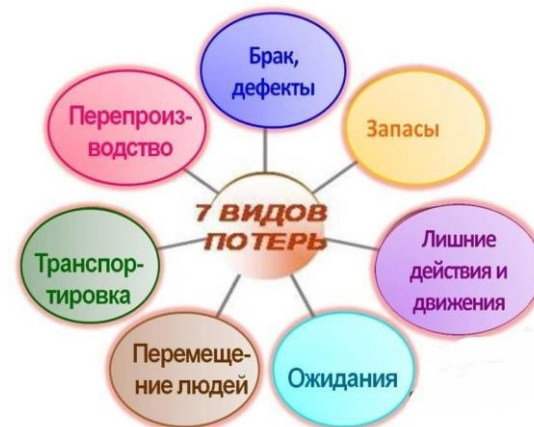 Брак,
дефекты
Перепроиз-
водство
Запасы
7 ВИДОВ
ПОТЕРЬ
Лишние
действия и
движения
Транспор-
тировка
Перемеще-
ние людей
Ожидания